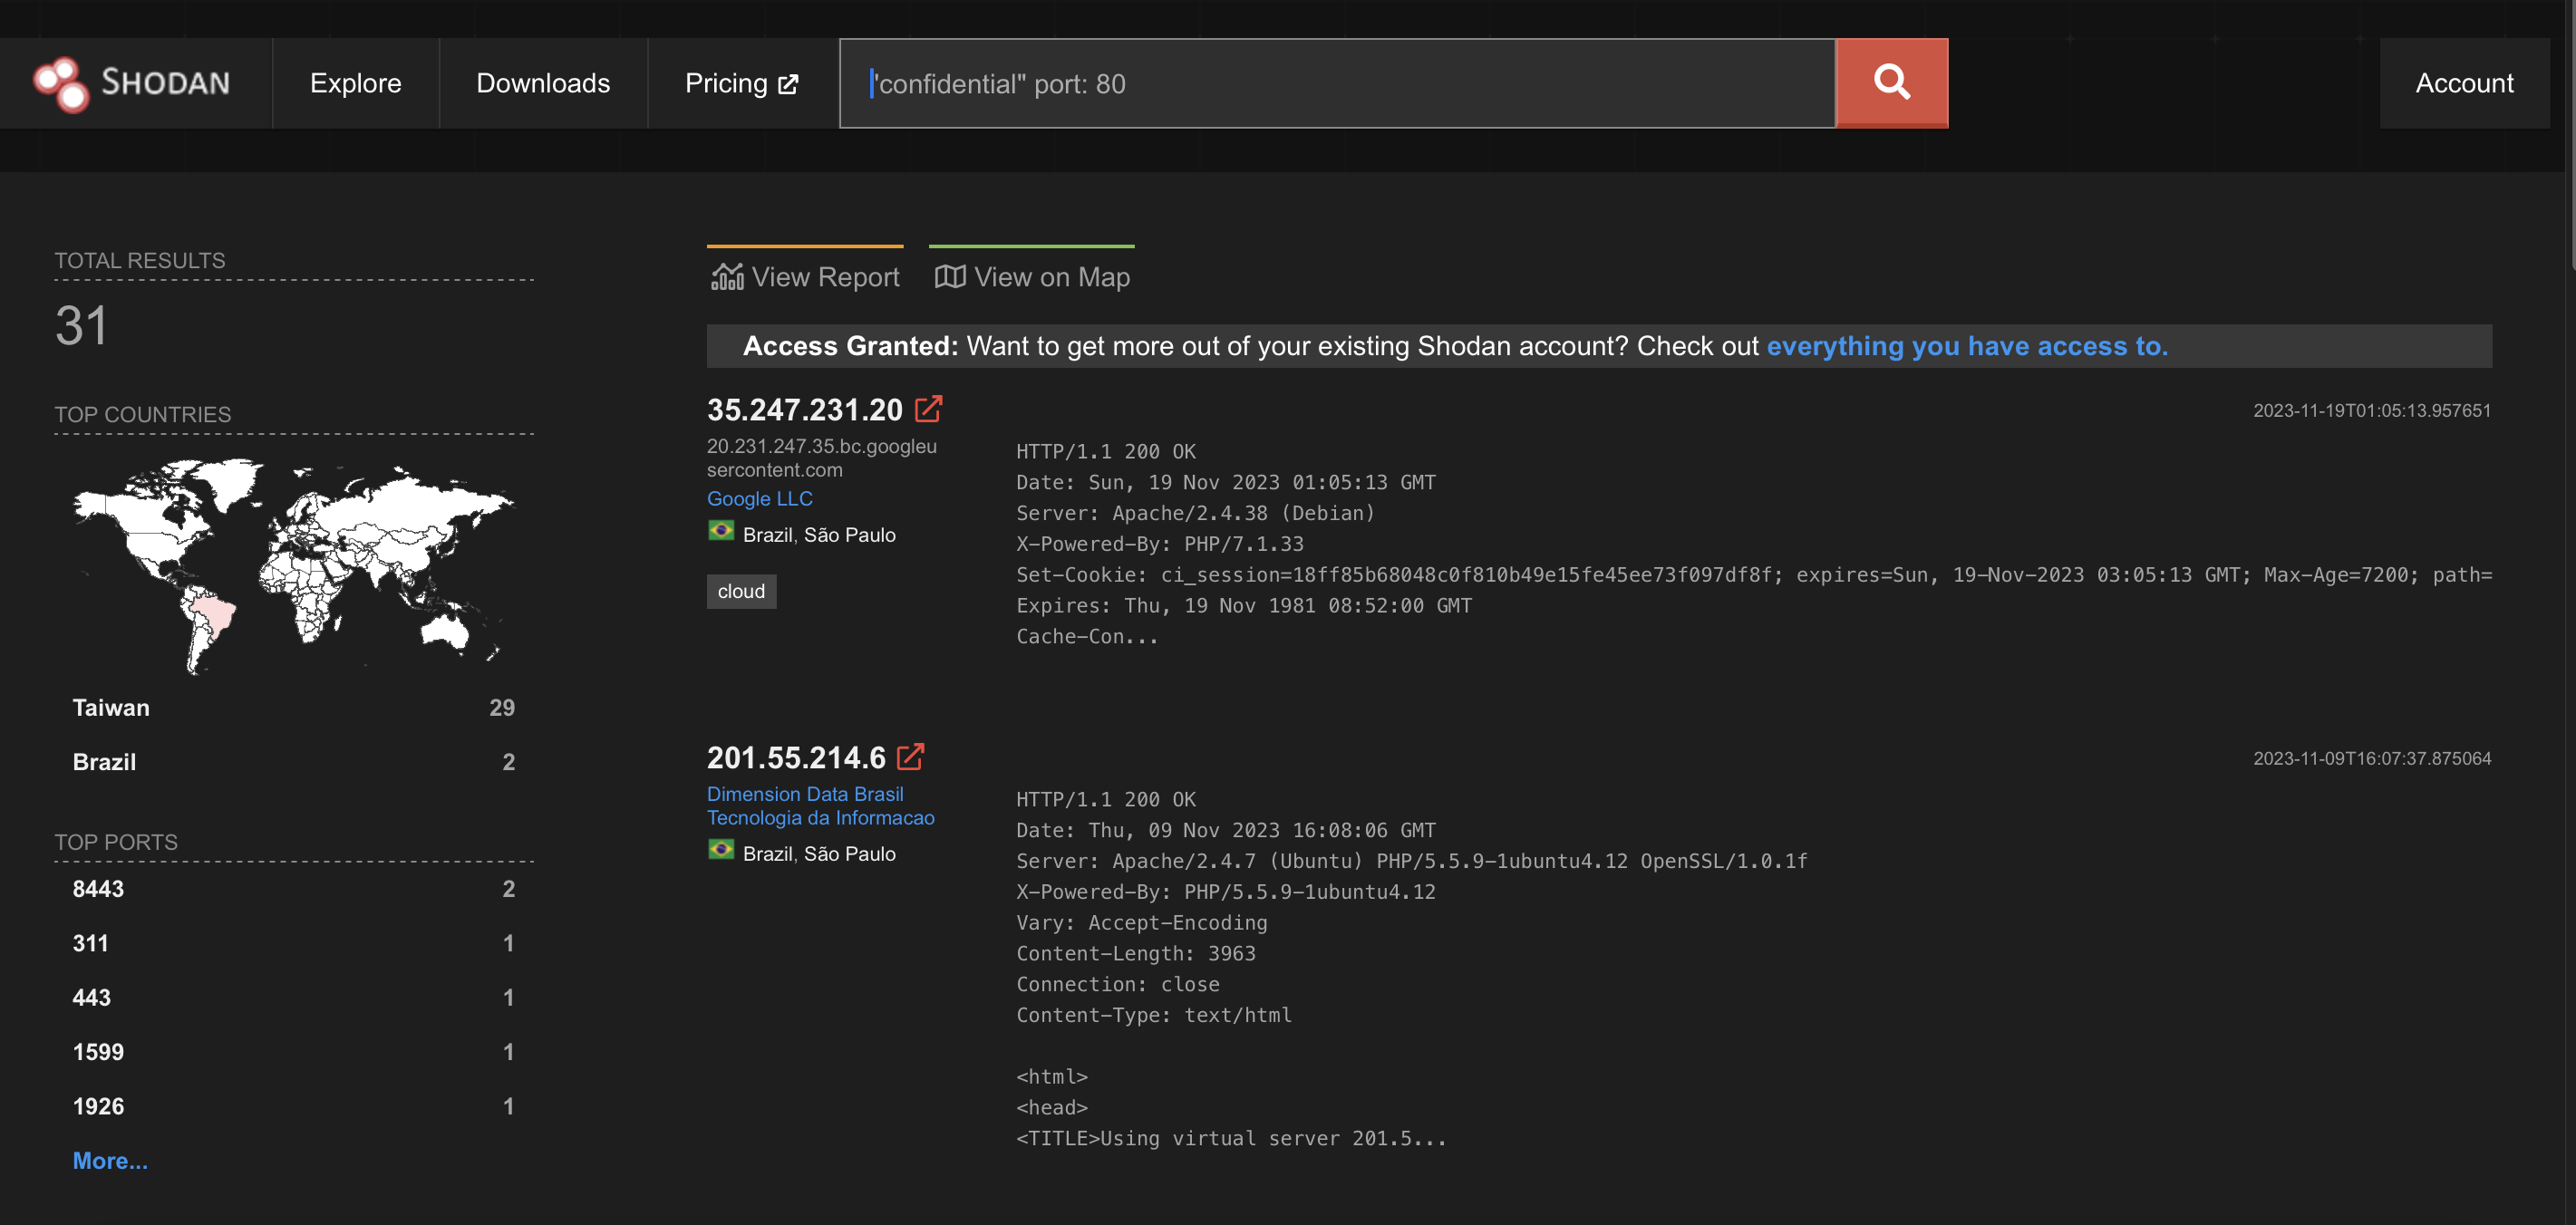 SHODAN
Explore
Downloads
Pricing
'confidential" port: 80
Account
TOTAL RESULTS
31
TOP COUNTRIES
Taiwan 29
Brazil 2
TOP PORTS
8443 2
311 1
443 1
1599 1
1926 1
More...
View Report
View on Map
Access Granted: Want to get more out of your existing Shodan account? Check out everything you have access to.
35.247.231.20
2023-11-19T01:05:13.957651
20.231.247.35.bc.googleu
sercontent.com
Google LLC
Brazil, São Paulo
cloud
HTTP/1.1 200 OK
Date: Sun, 19 Nov 2023 01:05:13 GMT
Server: Apache/2.4.38 (Debian)
X-Powered-By: PHP/7.1.33
Set-Cookie: ci_session=18ff85b68048c0f810b49e15fe45ee73f097df8f; expires=Sun, 19-Nov-2023 03:05:13 GMT; Max-Age=7200; path=
Expires: Thu, 19 Nov 1981 08:52:00 GMT
Cache-Con...
201.55.214.6
2023-11-09T16:07:37.875064
Dimension Data Brasil
Tecnologia da Informacao
Brazil, São Paulo
HTTP/1.1 200 OK
Date: Thu, 09 Nov 2023 16:08:06 GMT
Server: Apache/2.4.7 (Ubuntu) PHP/5.5.9-1ubuntu4.12 OpenSSL/1.0.1f
X-Powered-By: PHP/5.5.9-1ubuntu4.12
Vary: Accept-Encoding
Content-Length: 3963
Connection: close
Content-Type: text/html
<html>
<head>
<TITLE>Using virtual server 201.5...